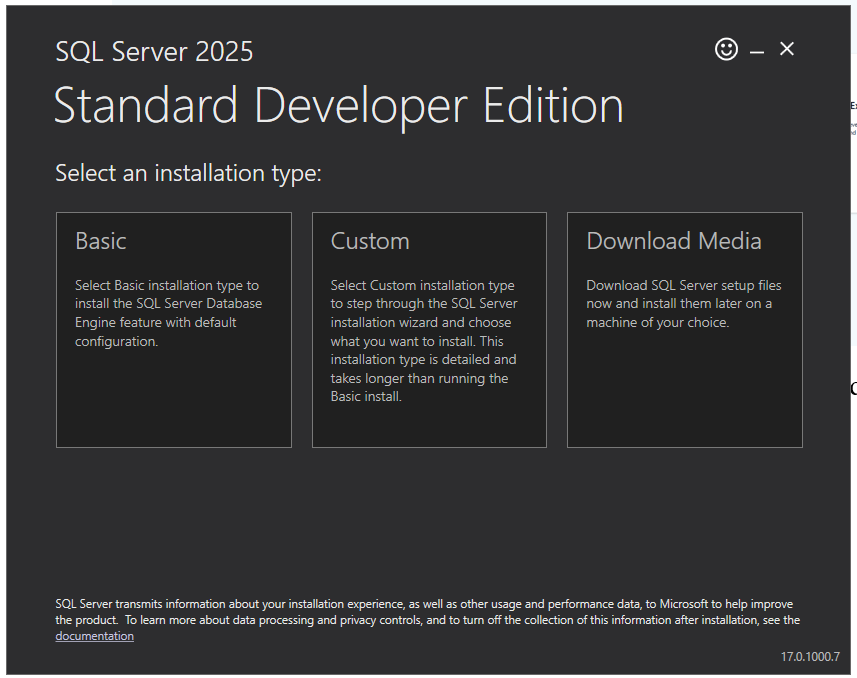 SQL Server 2025
Standard Developer Edition
Select an installation type:
Basic
Select Basic installation type to
install the SQL Server Database
Engine feature with default
configuration.
Custom
Select Custom installation type
to step through the SQL Server
installation wizard and choose
what you want to install. This
installation type is detailed and
takes longer than running the
Basic install.
Download Media
Download SQL Server setup files
now and install them later on a
machine of your choice.
SQL Server transmits information about your installation experience, as well as other usage and performance data, to Microsoft to help improve
the product.  To learn more about data processing and privacy controls, and to turn off the collection of this information after installation, see the
documentation
17.0.1000.7